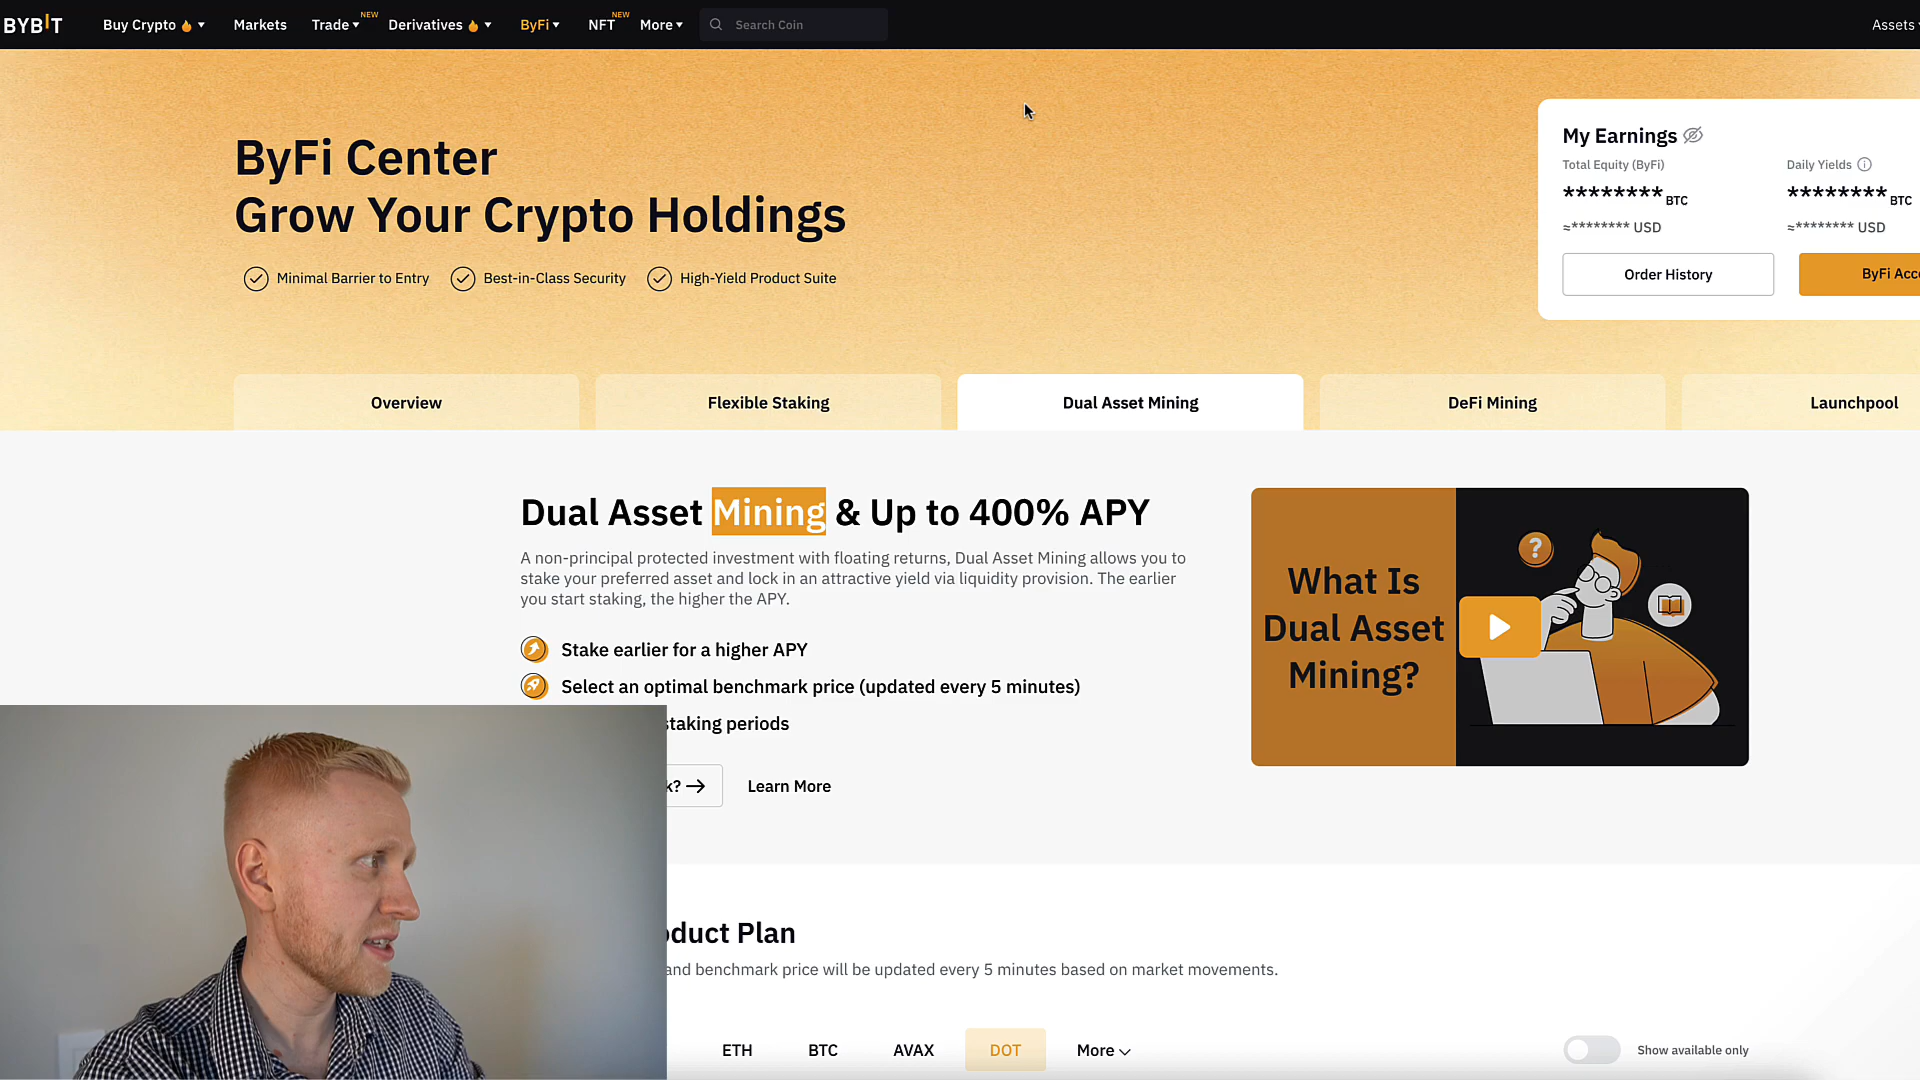 BYBIT
Buy Crypto
Markets
Trade
NEW
Derivatives
ByFi
NFT
NEW
More
Search Coin
Assets
ByFi Center
Grow Your Crypto Holdings
Minimal Barrier to Entry
Best-in-Class Security
High-Yield Product Suite
My Earnings
Total Equity (ByFi)
Daily Yields
******** BTC
******** BTC
≈******** USD
≈******** USD
Order History
ByFi Acc
Overview
Flexible Staking
Dual Asset Mining
DeFi Mining
Launchpool
Dual Asset Mining & Up to 400% APY
A non-principal protected investment with floating returns, Dual Asset Mining allows you to
stake your preferred asset and lock in an attractive yield via liquidity provision. The earlier
you start staking, the higher the APY.
Stake earlier for a higher APY
Select an optimal benchmark price (updated every 5 minutes)
staking periods
k?
Learn More
What Is
Dual Asset
Mining?
?
duct Plan
and benchmark price will be updated every 5 minutes based on market movements.
ETH
BTC
AVAX
DOT
More
Show available only